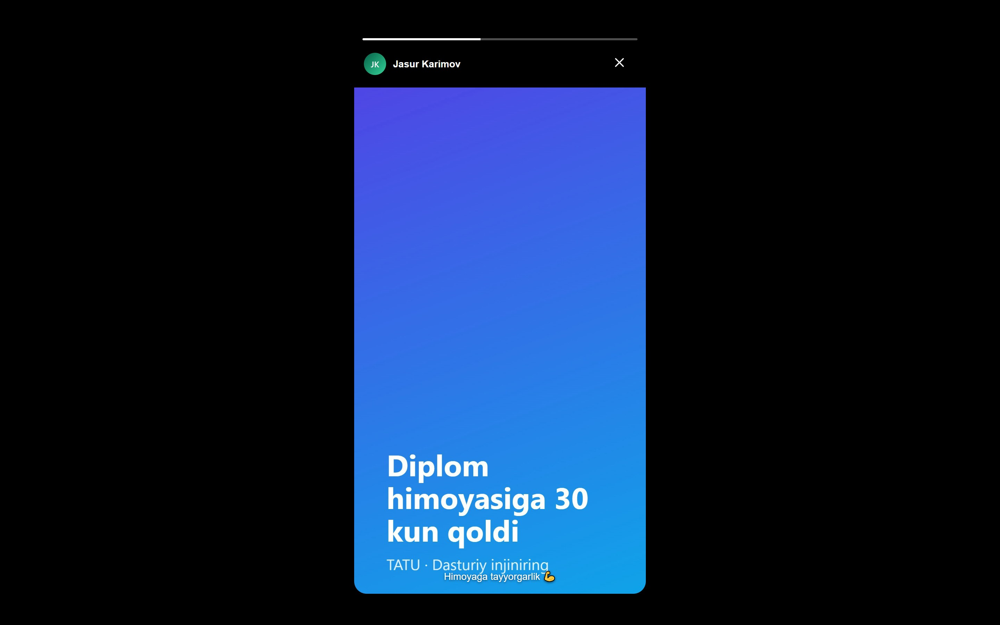 JK
Jasur Karimov
Diplom
himoyasiga 30
kun qoldi
TATU · Dasturiy injiniring
Himoyaga tayyorgarlik 💪